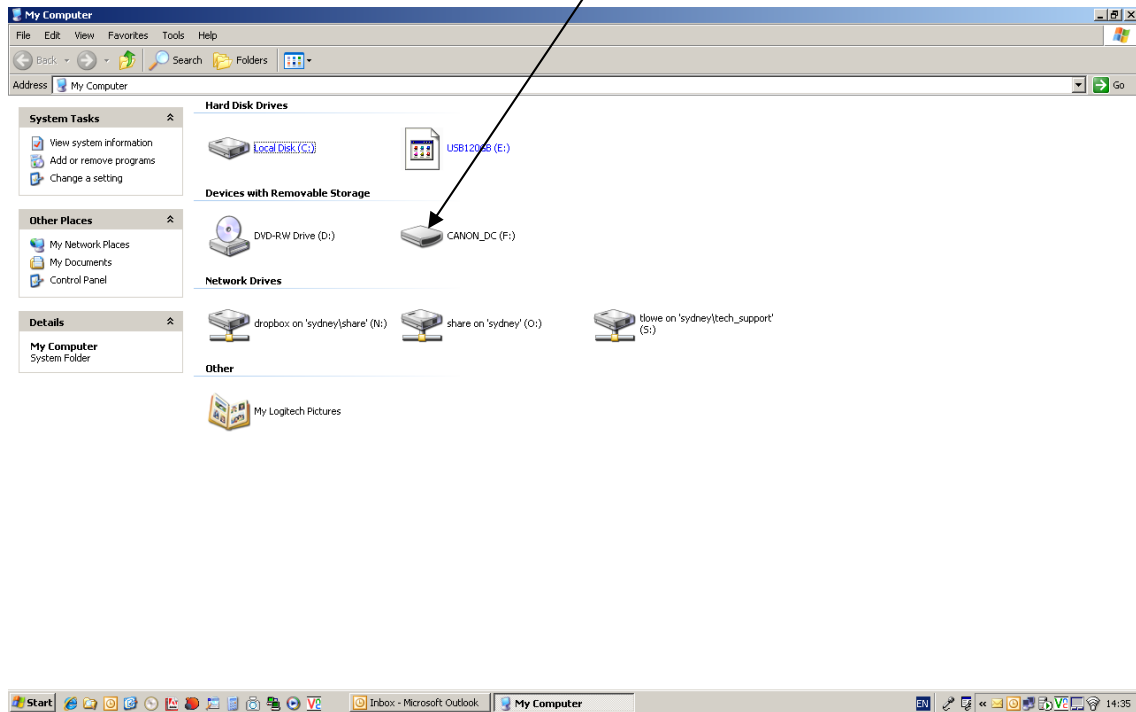 My Computer
File Edit View Favorites Tools Help
Back Search Folders
Address My Computer Go
System Tasks
View system information
Add or remove programs
Change a setting
Other Places
My Network Places
My Documents
Control Panel
Details
My Computer
System Folder
Hard Disk Drives
Local Disk (C:) USB120GB (E:)
Devices with Removable Storage
DVD-RW Drive (D:) CANON_DC (F:)
Network Drives
dropbox on 'sydney\share' (N:) share on 'sydney' (O:) tlowe on 'sydney\tech_support'
(S:)
Other
My Logitech Pictures
Start Inbox - Microsoft Outlook My Computer EN 14:35